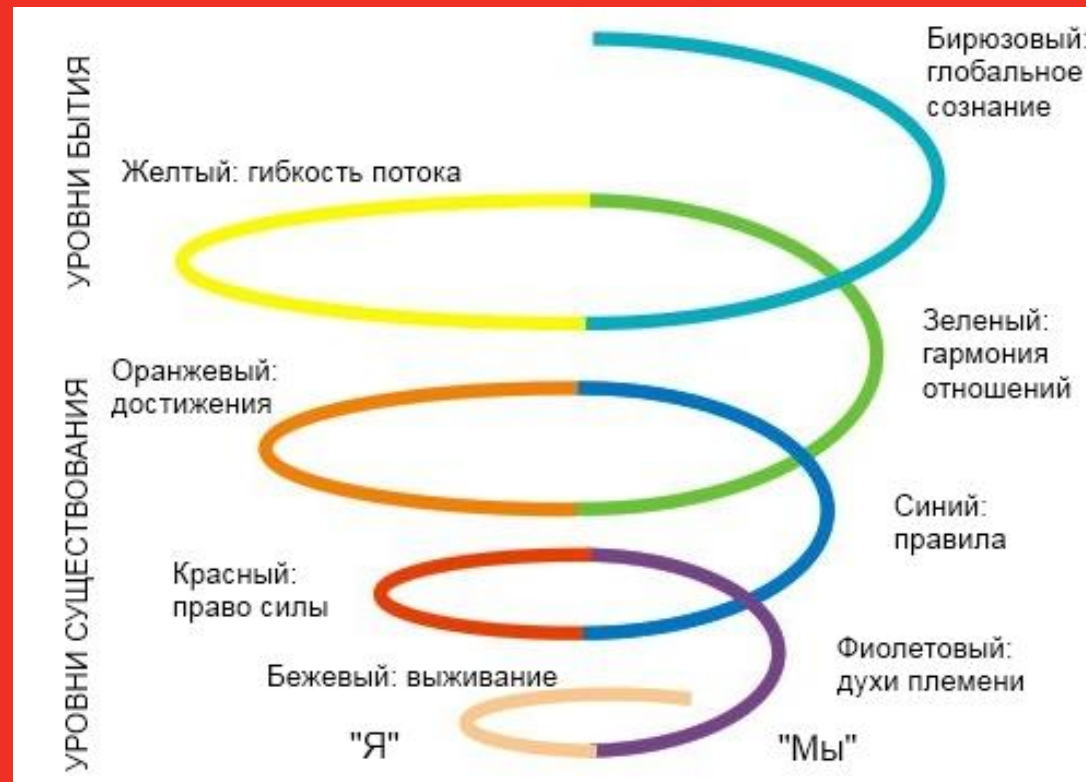 Бирюзовый:
глобальное
сознание
УРОВНИ БЫТИЯ
Желтый: гибкость потока
Зеленый:
гармония
отношений
Оранжевый:
достижения
УРОВНИ СУЩЕСТВОВАНИЯ
Синий:
правила
Красный:
право силы
Фиолетовый:
духи племени
Бежевый: выживание
"Я"
"Мы"